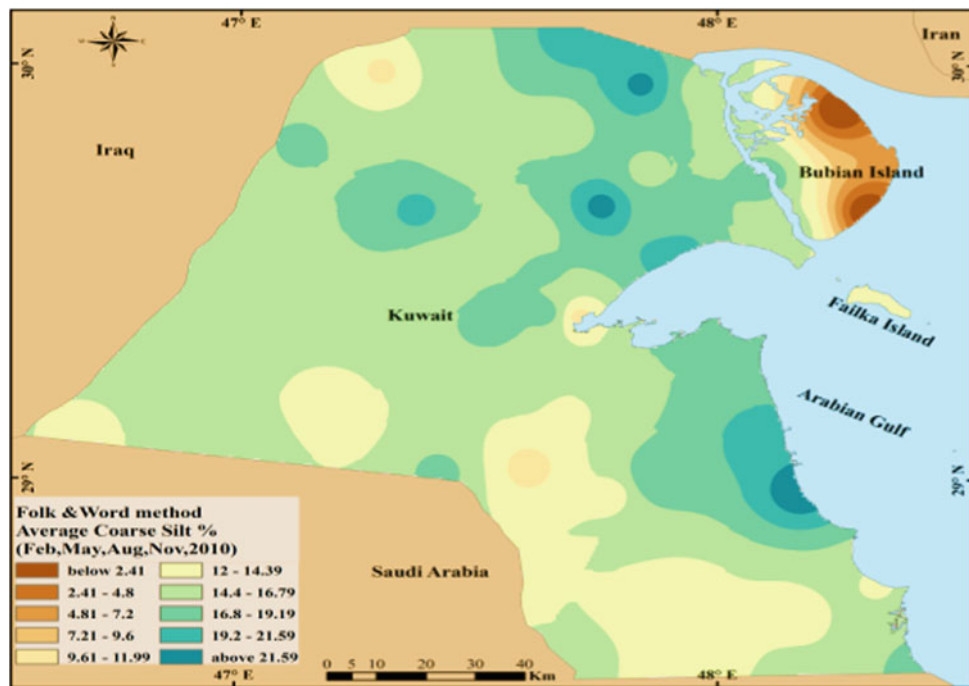 47° E
48° E
N
W
E
S
30° N
30° N
Iran
Iraq
Bubian Island
Kuwait
Failka Island
Arabian Gulf
29° N
29° N
Folk & Word method
Average Coarse Silt %
(Feb,May,Aug,Nov,2010)
below 2.41
12 - 14.39
2.41 - 4.8
14.4 - 16.79
4.81 - 7.2
16.8 - 19.19
7.21 - 9.6
19.2 - 21.59
9.61 - 11.99
above 21.59
Saudi Arabia
0 5 10 20 30 40
Km
47° E
48° E